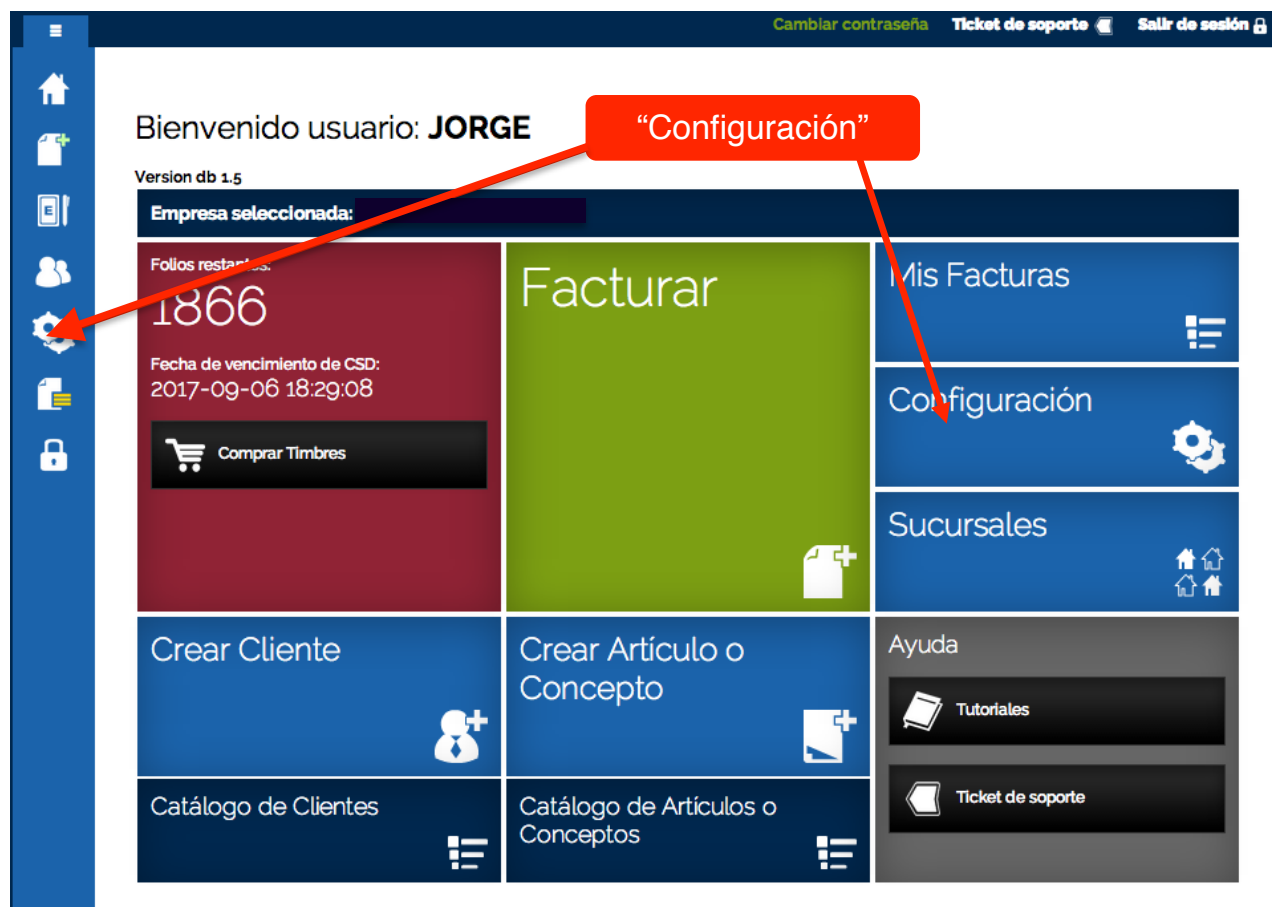 Cambiar contraseña Ticket de soporte Salir de sesión
Bienvenido usuario: JORGE
“Configuración”
Version db 1.5
Empresa seleccionada:
Folios restantes:
1866
Fecha de vencimiento de CSD:
2017-09-06 18:29:08
Comprar Timbres
Facturar
Mis Facturas
Configuración
Sucursales
Crear Cliente
Crear Artículo o
Concepto
Ayuda
Tutoriales
Ticket de soporte
Catálogo de Clientes
Catálogo de Artículos o
Conceptos
E